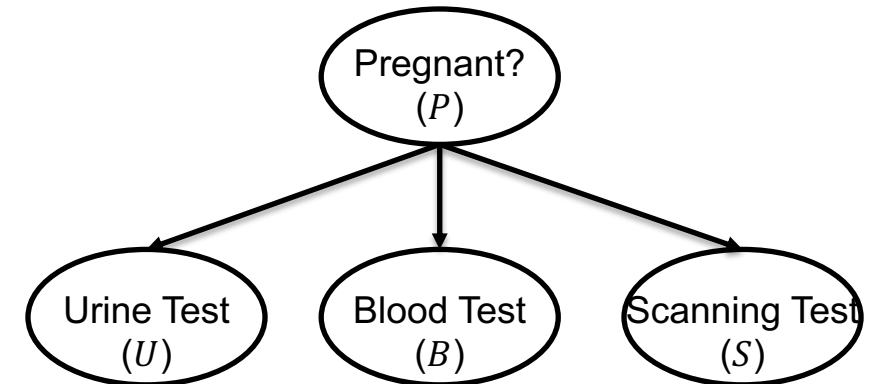 Pregnant?
(P)
Urine Test
(U)
Blood Test
(B)
Scanning Test
(S)